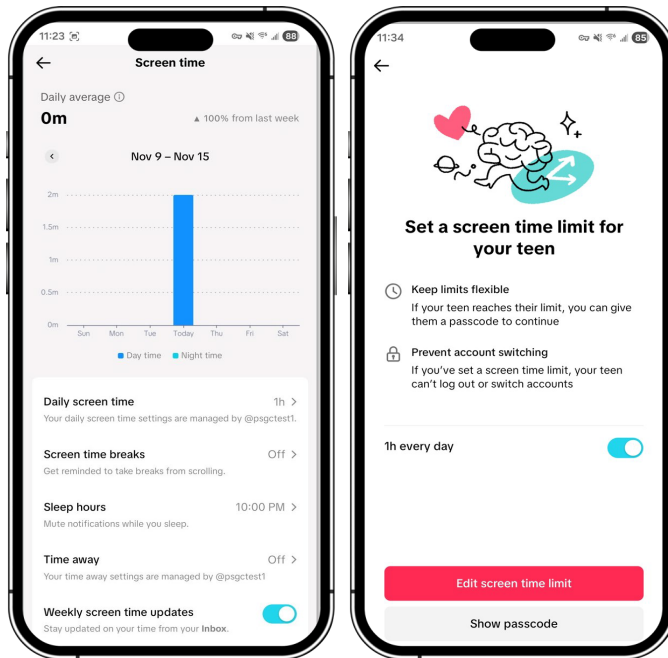 11:23
88
Screen time
Daily average
0m
▲ 100% from last week
Nov 9 – Nov 15
2m
1.5m
1m
0.5m
0m
Sun Mon Tue Today Thu Fri Sat
Day time Night time
Daily screen time 1h
Your daily screen time settings are managed by @psgctest1.
Screen time breaks Off
Get reminded to take breaks from scrolling.
Sleep hours 10:00 PM
Mute notifications while you sleep.
Time away Off
Your time away settings are managed by @psgctest1
Weekly screen time updates
Stay updated on your time from your Inbox.
11:34
85
Set a screen time limit for
your teen
Keep limits flexible
If your teen reaches their limit, you can give
them a passcode to continue
Prevent account switching
If you've set a screen time limit, your teen
can't log out or switch accounts
1h every day
Edit screen time limit
Show passcode